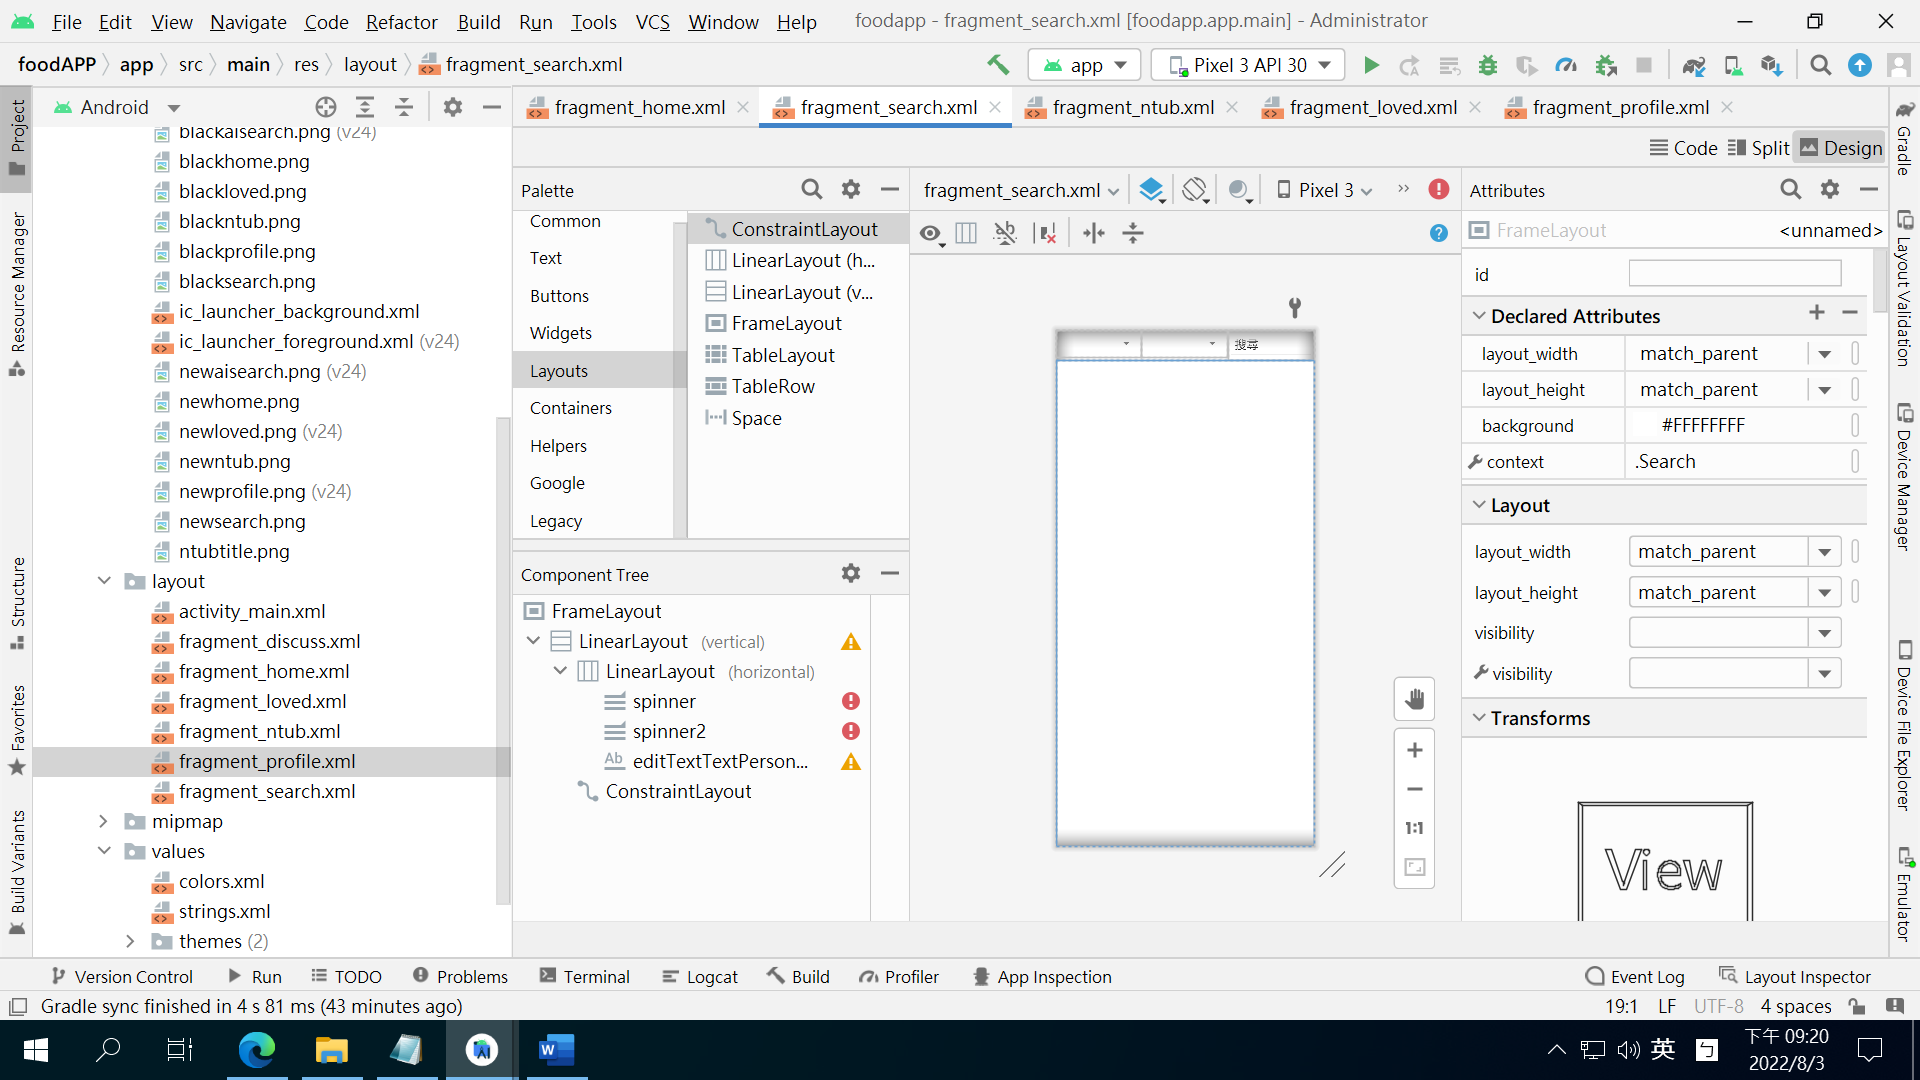 File Edit View Navigate Code Refactor Build Run Tools VCS Window Help foodapp - fragment_search.xml [foodapp.app.main] - Administrator
foodAPP app src main res layout fragment_search.xml app Pixel 3 API 30
Project
Resource Manager
Structure
Favorites
Build Variants
Android
blackaisearch.png (v24)
blackhome.png
blackloved.png
blackntub.png
blackprofile.png
blacksearch.png
ic_launcher_background.xml
ic_launcher_foreground.xml (v24)
newaisearch.png (v24)
newhome.png
newloved.png (v24)
newntub.png
newprofile.png (v24)
newsearch.png
ntubtitle.png
layout
activity_main.xml
fragment_discuss.xml
fragment_home.xml
fragment_loved.xml
fragment_ntub.xml
fragment_profile.xml
fragment_search.xml
mipmap
values
colors.xml
strings.xml
themes (2)
fragment_home.xml fragment_search.xml fragment_ntub.xml fragment_loved.xml fragment_profile.xml
Code Split Design
Palette
Common
Text
Buttons
Widgets
Layouts
Containers
Helpers
Google
Legacy
ConstraintLayout
LinearLayout (h...
LinearLayout (v...
FrameLayout
TableLayout
TableRow
Space
Component Tree
FrameLayout
LinearLayout (vertical)
LinearLayout (horizontal)
spinner
spinner2
Ab editTextTextPerson...
ConstraintLayout
fragment_search.xml Pixel 3
搜尋
1:1
Attributes
FrameLayout <unnamed>
id
Declared Attributes
layout_width match_parent
layout_height match_parent
background #FFFFFFFF
context .Search
Layout
layout_width match_parent
layout_height match_parent
visibility
visibility
Transforms
View
Gradle
Layout Validation
Device Manager
Device File Explorer
Emulator
Version Control Run TODO Problems Terminal Logcat Build Profiler App Inspection Event Log Layout Inspector
Gradle sync finished in 4 s 81 ms (43 minutes ago) 19:1 LF UTF-8 4 spaces
W 英 ㄅ 下午 09:20
2022/8/3